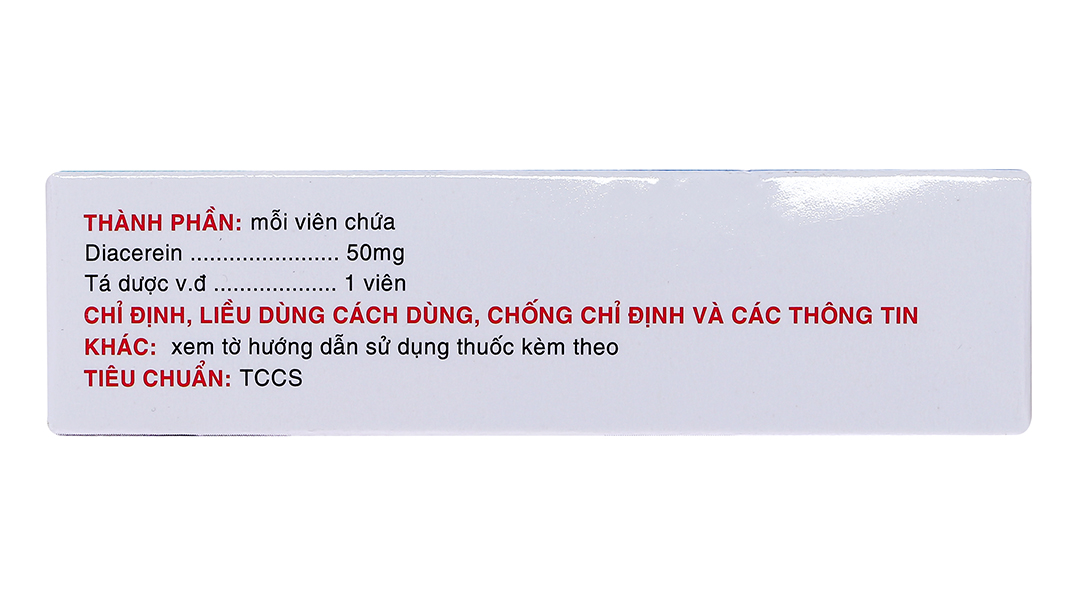 THÀNH PHẦN: mỗi viên chứa
Diacerein ....................... 50mg
Tá dược v.đ ................... 1 viên
CHỈ ĐỊNH, LIỀU DÙNG CÁCH DÙNG, CHỐNG CHỈ ĐỊNH VÀ CÁC THÔNG TIN
KHÁC: xem tờ hướng dẫn sử dụng thuốc kèm theo
TIÊU CHUẨN: TCCS